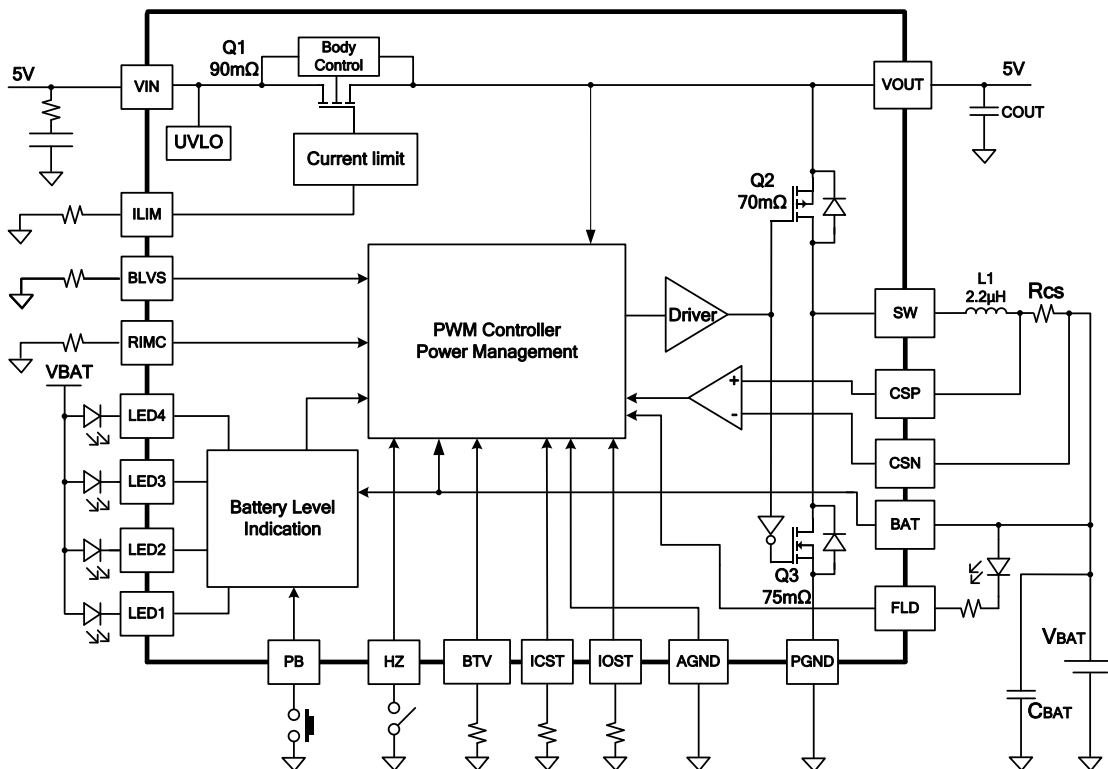 Q1
90mΩ
Body
Control
5V
VIN
VOUT
5V
UVLO
COUT
Current limit
Q2
70mΩ
ILIM
BLVS
L1
2.2µH
Rcs
PWM Controller
Power Management
Driver
SW
RIMC
VBAT
+
CSP
LED4
-
CSN
LED3
Battery Level
Indication
BAT
LED2
Q3
75mΩ
FLD
LED1
VBAT
PB
HZ
BTV
ICST
IOST
AGND
PGND
CBAT